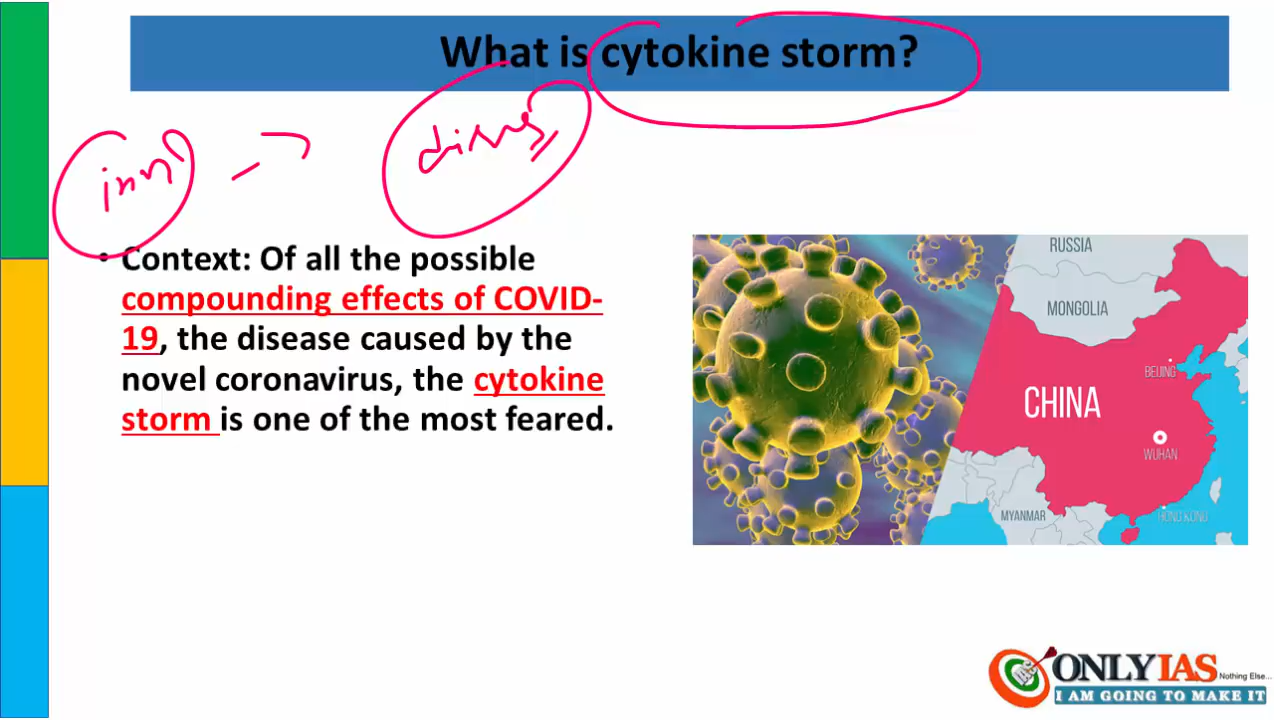 What is cytokine storm?
• Context: Of all the possible
compounding effects of COVID-
19, the disease caused by the
novel coronavirus, the cytokine
storm is one of the most feared.
RUSSIA
MONGOLIA
BEIJING
CHINA
WUHAN
MYANMAR
HONG KONG
ONLYIAS
Nothing Else...
I AM GOING TO MAKE IT